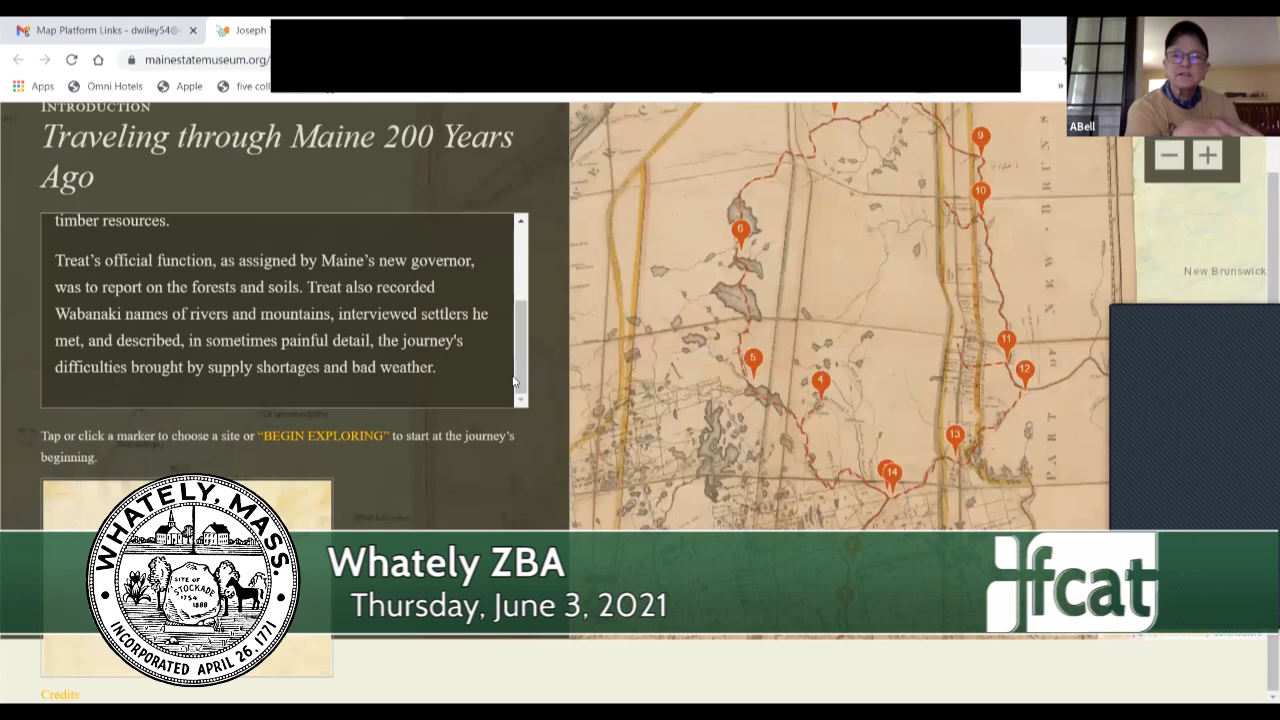 Map Platform Links - dwiley54@
Joseph
mainestatemuseum.org/
Apps
Omni Hotels
Apple
five coll
»
ABell
INTRODUCTION
Traveling through Maine 200 Years
Ago
timber resources.
Treat's official function, as assigned by Maine's new governor,
was to report on the forests and soils. Treat also recorded
Wabanaki names of rivers and mountains, interviewed settlers he
met, and described, in sometimes painful detail, the journey's
difficulties brought by supply shortages and bad weather.
Drummondville
Tap or click a marker to choose a site or “BEGIN EXPLORING” to start at the journey's
beginning.
9
10
6
11
5
4
12
13
14
New Brunswick
PART OF NEW BRUN
WHATELY, MASS.
SITE OF
STOCKADE
1754
1888
INCORPORATED APRIL 26, 1771
Whately ZBA
Thursday, June 3, 2021
fcat
Credits